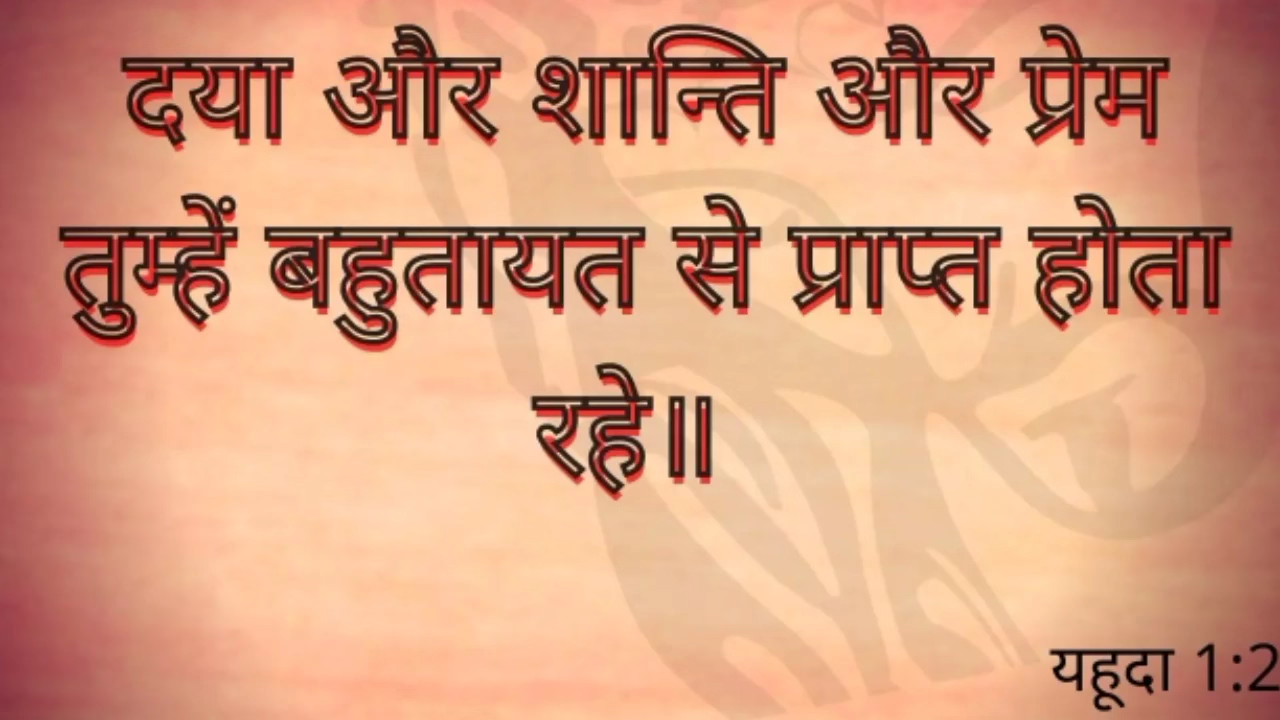 दया और शान्ति और प्रेम
तुम्हें बहुतायत से प्राप्त होता
रहे॥
यहूदा 1:2